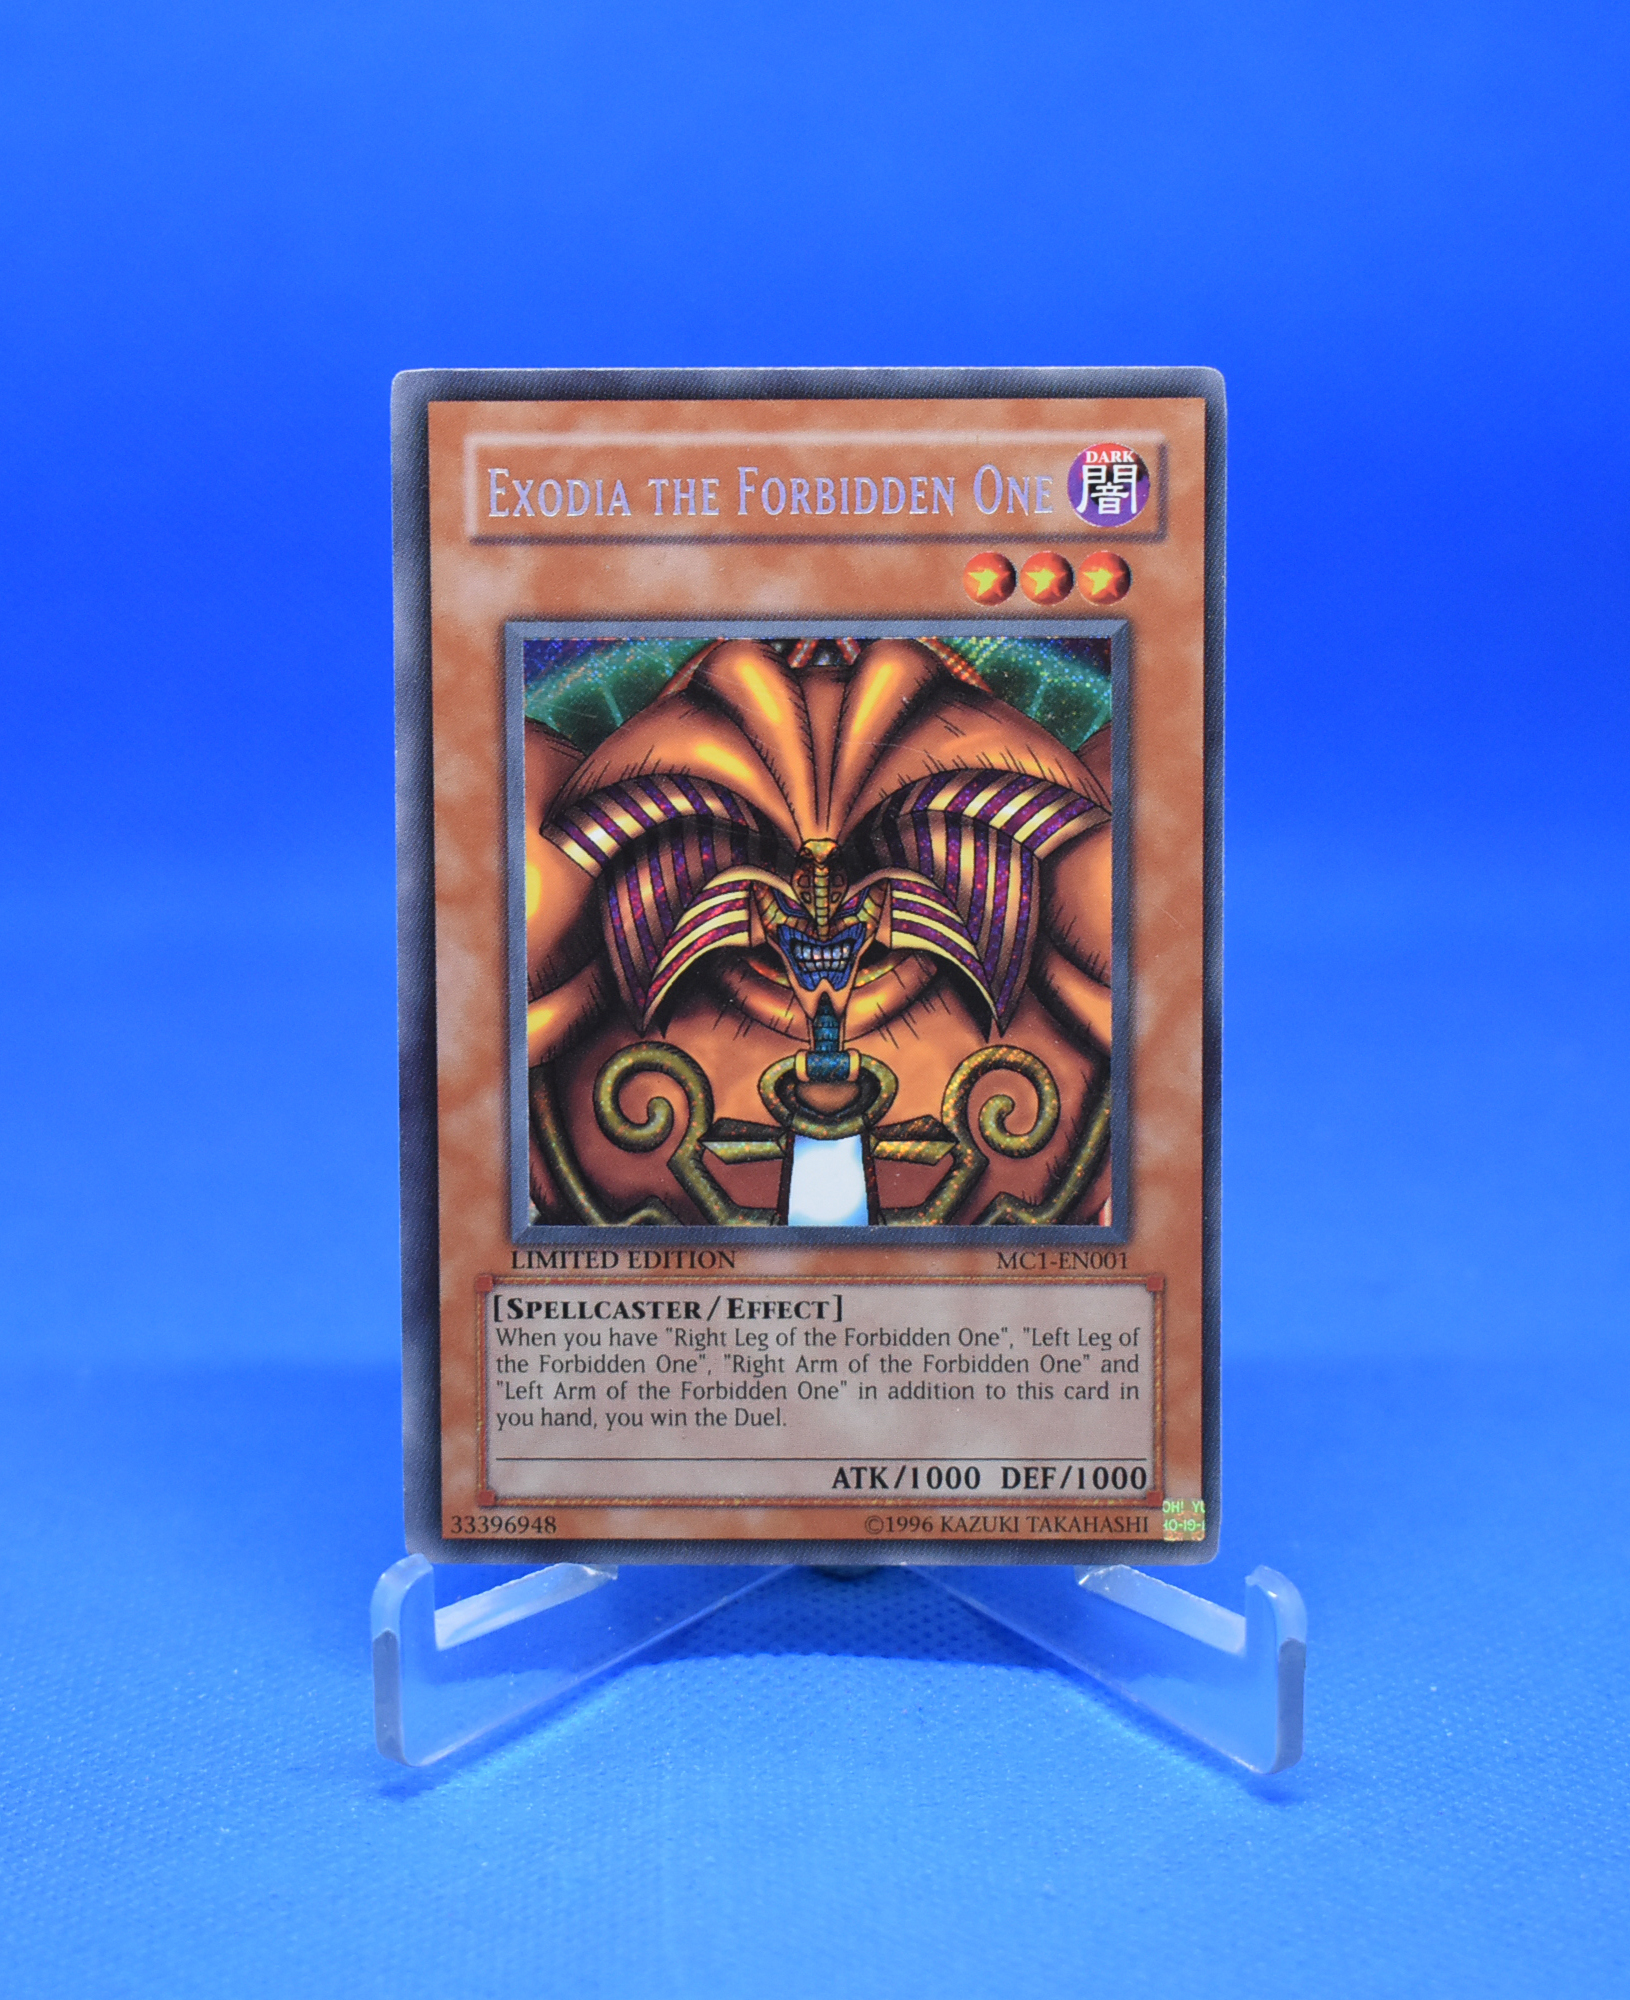 EXODIA THE FORBIDDEN ONE
DARK
闇
LIMITED EDITION MC1-EN001
[SPELLCASTER/EFFECT]
When you have "Right Leg of the Forbidden One", "Left Leg of
the Forbidden One", "Right Arm of the Forbidden One" and
"Left Arm of the Forbidden One" in addition to this card in
you hand, you win the Duel.
ATK/1000 DEF/1000
33396948 ©1996 KAZUKI TAKAHASHI